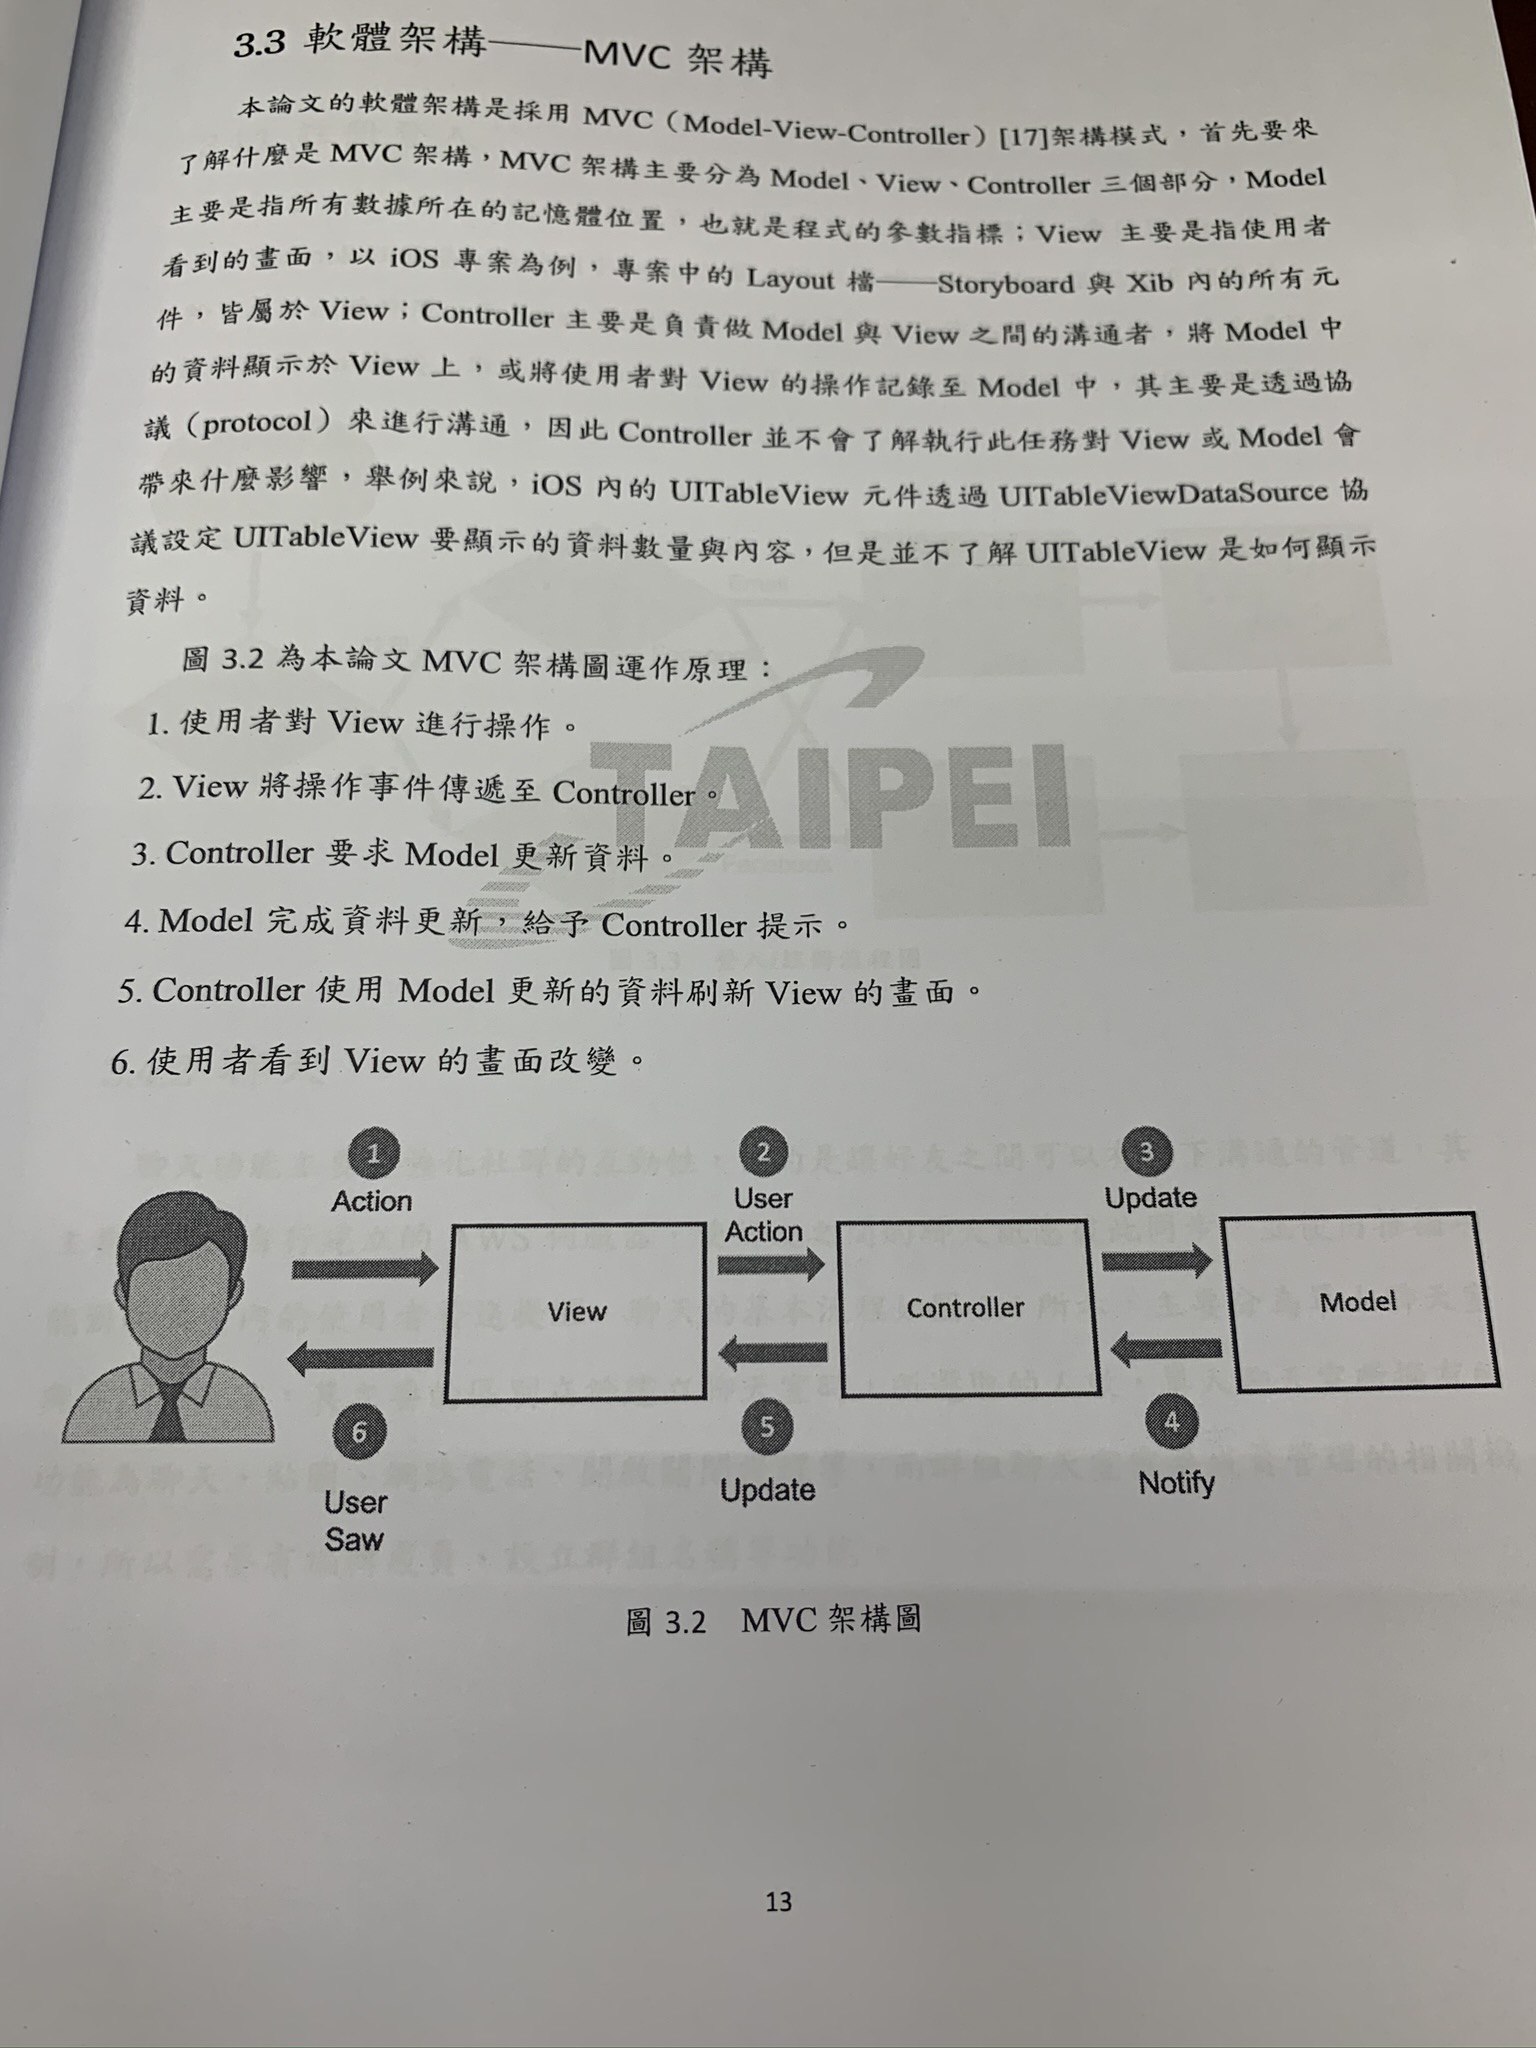 3.3 軟體架構——MVC 架構
本論文的軟體架構是採用 MVC（Model-View-Controller）[17]架構模式，首先要來
了解什麼是 MVC 架構，MVC 架構主要分為 Model、View、Controller 三個部分，Model
主要是指所有數據所在的記憶體位置，也就是程式的參數指標；View 主要是指使用者
看到的畫面，以 iOS 專案為例，專案中的 Layout 檔——Storyboard 與 Xib 內的所有元
件，皆屬於 View；Controller 主要是負責做 Model 與 View 之間的溝通者，將 Model 中
的資料顯示於 View 上，或將使用者對 View 的操作記錄至 Model 中，其主要是透過協
議（protocol）來進行溝通，因此 Controller 並不會了解執行此任務對 View 或 Model 會
帶來什麼影響，舉例來說，iOS 內的 UITableView 元件透過 UITableViewDataSource 協
議設定 UITableView 要顯示的資料數量與內容，但是並不了解 UITableView 是如何顯示
資料。
圖 3.2 為本論文 MVC 架構圖運作原理：
1. 使用者對 View 進行操作。
2. View 將操作事件傳遞至 Controller。
3. Controller 要求 Model 更新資料。
4. Model 完成資料更新，給予 Controller 提示。
5. Controller 使用 Model 更新的資料刷新 View 的畫面。
6. 使用者看到 View 的畫面改變。
TAIPEI
1
Action
2
User
Action
3
Update
View
Controller
Model
6
User
Saw
5
Update
4
Notify
圖 3.2 MVC 架構圖
13